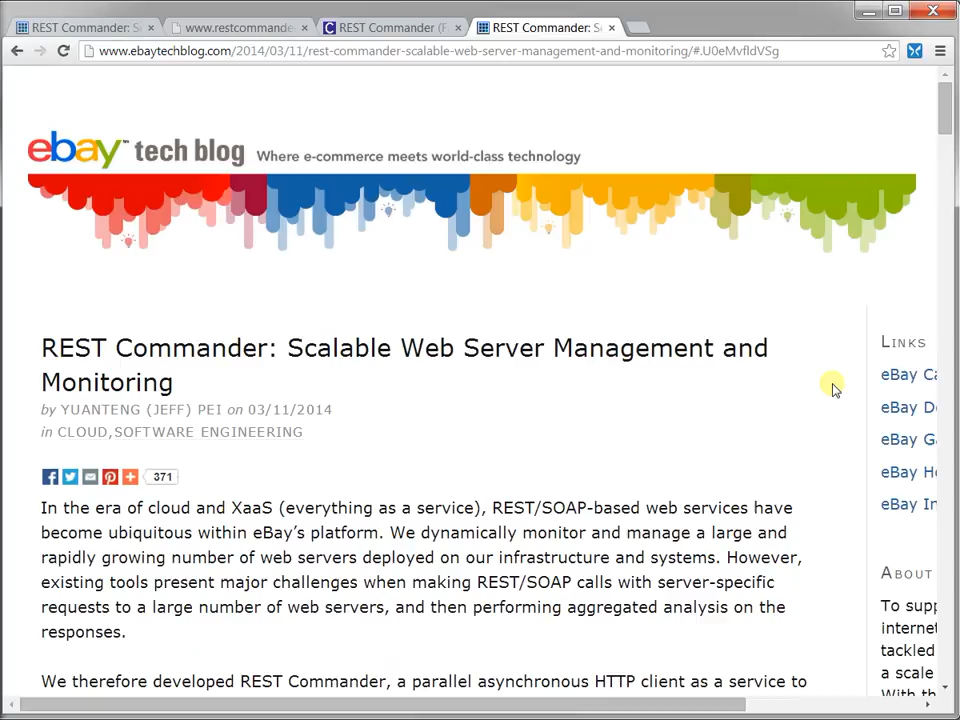 REST Commander: S
www.restcommande
REST Commander (P
REST Commander: S
www.ebaytechblog.com/2014/03/11/rest-commander-scalable-web-server-management-and-monitoring/#.U0eMvfldVSg
ebay™ tech blog Where e-commerce meets world-class technology
REST Commander: Scalable Web Server Management and
Monitoring
by YUANTENG (JEFF) PEI on 03/11/2014
in CLOUD,SOFTWARE ENGINEERING
371
In the era of cloud and XaaS (everything as a service), REST/SOAP-based web services have
become ubiquitous within eBay’s platform. We dynamically monitor and manage a large and
rapidly growing number of web servers deployed on our infrastructure and systems. However,
existing tools present major challenges when making REST/SOAP calls with server-specific
requests to a large number of web servers, and then performing aggregated analysis on the
responses.
We therefore developed REST Commander, a parallel asynchronous HTTP client as a service to
LINKS
eBay Ca
eBay D
eBay G
eBay H
eBay In
ABOUT
To supp
internet
tackled
a scale
With th